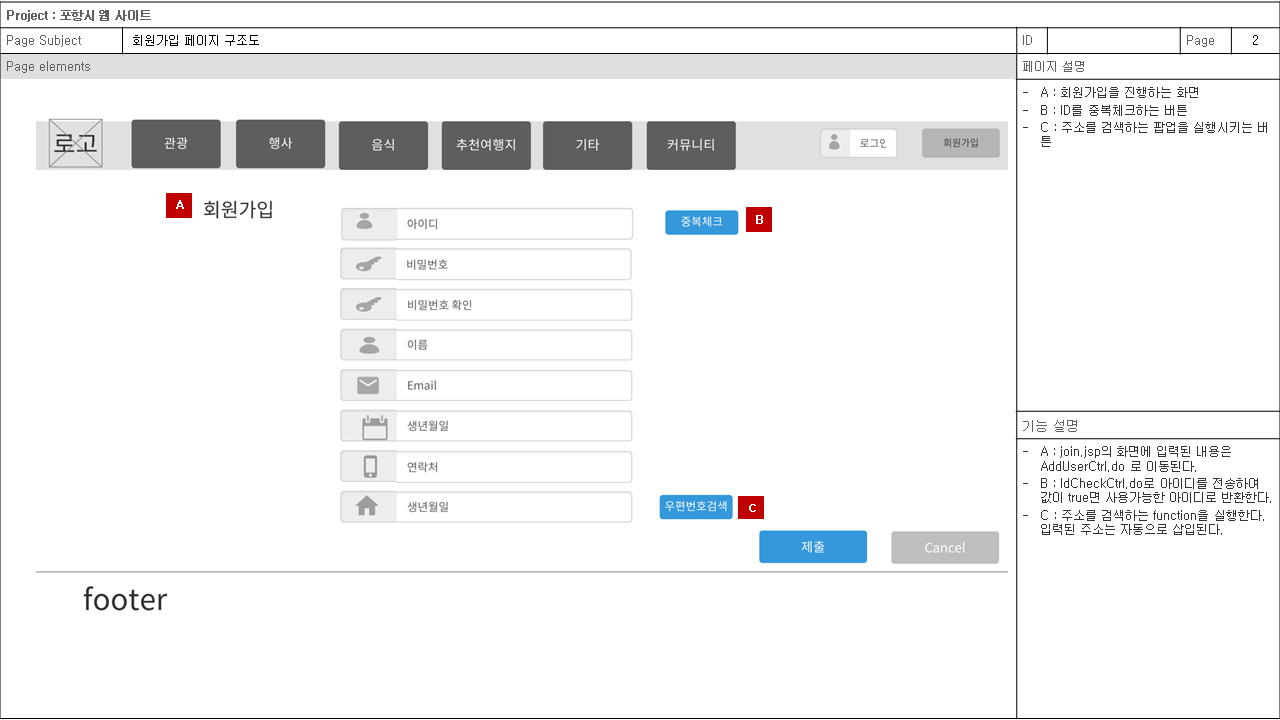 Project : 포항시 웹 사이트
Page Subject
회원가입 페이지 구조도
ID
Page
2
Page elements
페이지 설명
- A : 회원가입을 진행하는 화면
- B : ID를 중복체크하는 버튼
- C : 주소를 검색하는 팝업을 실행시키는 버
튼
로고
관광
행사
음식
추천여행지
기타
커뮤니티
로그인
회원가입
A
회원가입
아이디
중복체크
B
비밀번호
비밀번호 확인
이름
Email
생년월일
연락처
생년월일
우편번호검색
C
제출
Cancel
footer
기능 설명
- A : join.jsp의 화면에 입력된 내용은
AddUserCtrl.do 로 이동된다.
- B : IdCheckCtrl.do로 아이디를 전송하며
값이 true면 사용가능한 아이디로 반환한다.
- C : 주소를 검색하는 function을 실행한다.
입력된 주소는 자동으로 삽입된다.